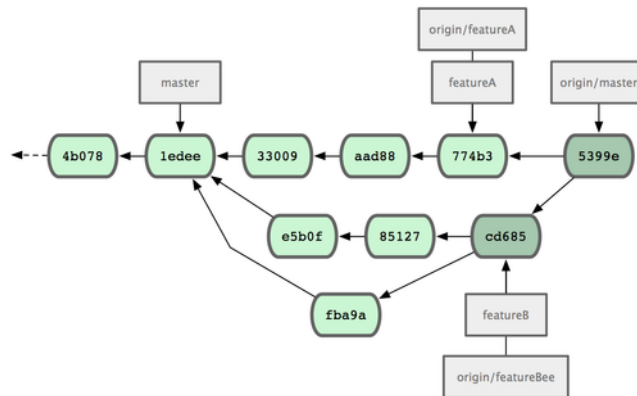 origin/featureA
master
featureA
origin/master
4b078
1edee
33009
aad88
774b3
5399e
e5b0f
85127
cd685
fba9a
featureB
origin/featureBee